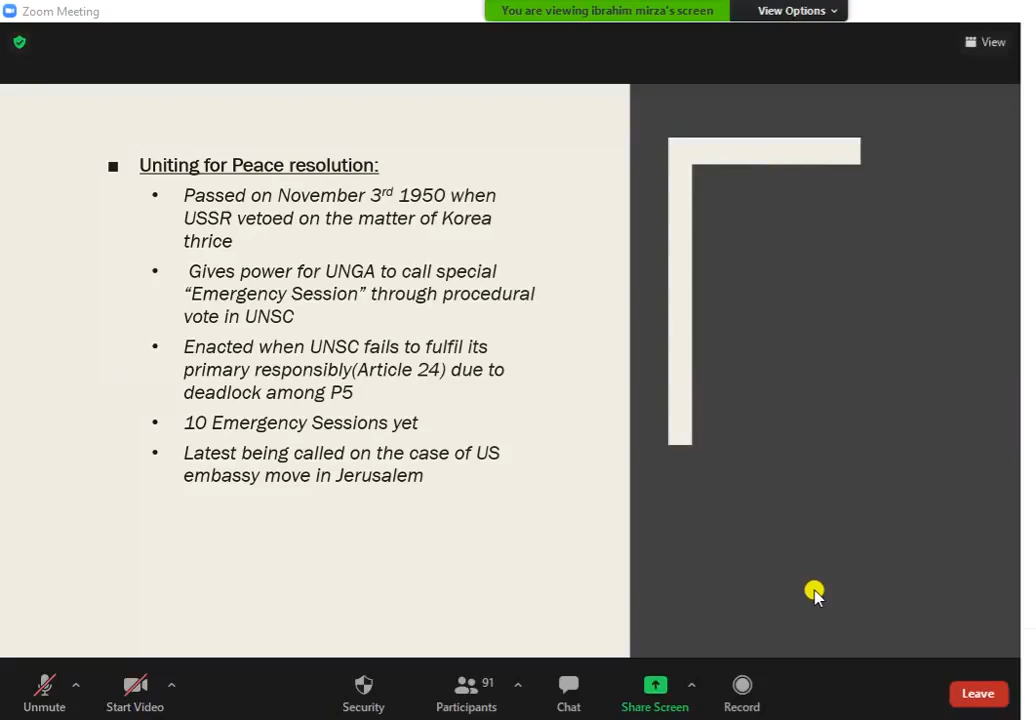 Zoom Meeting
You are viewing ibrahim mirza's screen
View Options
View
Uniting for Peace resolution:
Passed on November 3rd 1950 when
USSR vetoed on the matter of Korea
thrice
Gives power for UNGA to call special
“Emergency Session” through procedural
vote in UNSC
Enacted when UNSC fails to fulfil its
primary responsibly(Article 24) due to
deadlock among P5
10 Emergency Sessions yet
Latest being called on the case of US
embassy move in Jerusalem
Unmute
Start Video
Security
Participants
91
Chat
Share Screen
Record
Leave